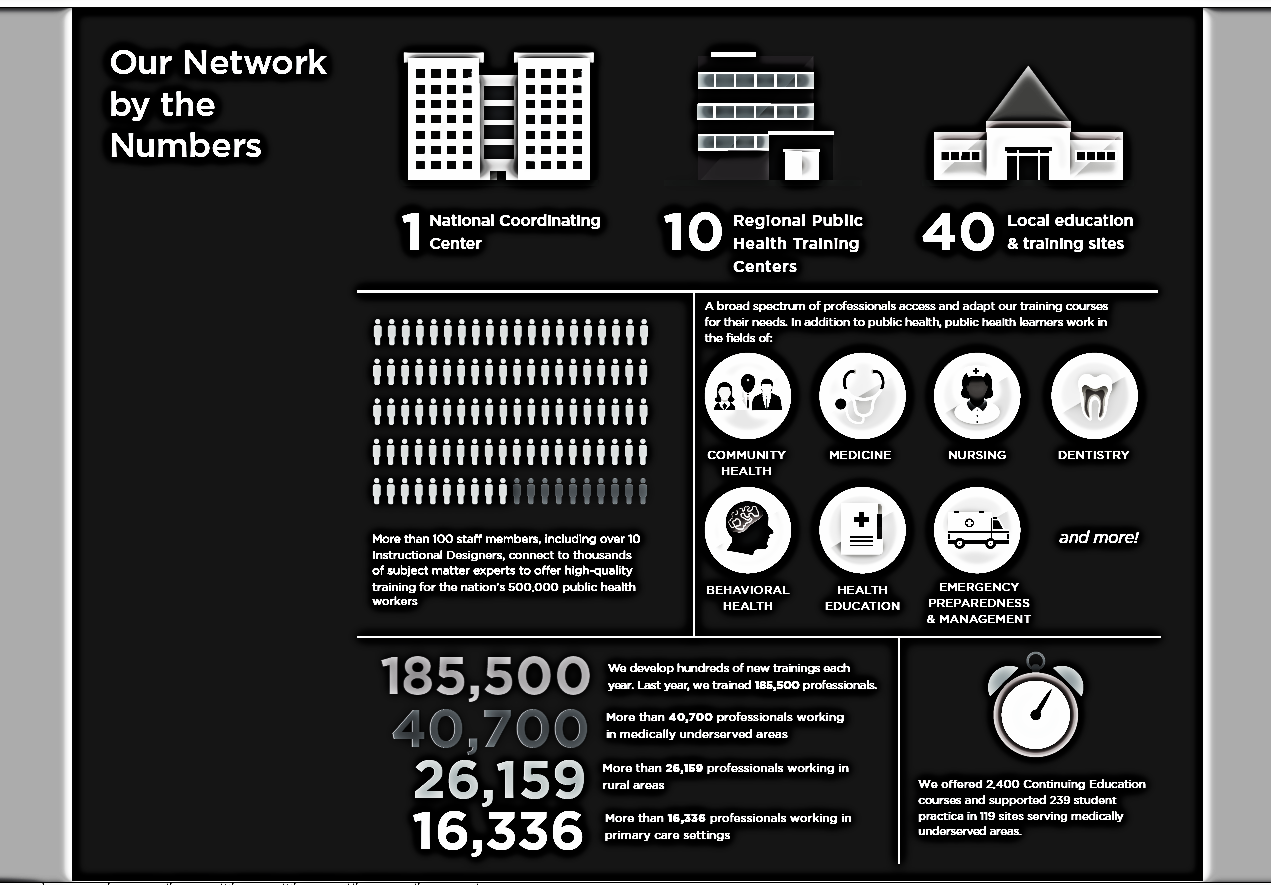 Our Network
by the
Numbers
1 National Coordinating
Center
10 Regional Public
Health Training
Centers
40 Local education
& training sites
More than 100 staff members, including over 10
Instructional Designers, connect to thousands
of subject matter experts to offer high-quality
training for the nation's 500,000 public health
workers
A broad spectrum of professionals access and adapt our training courses
for their needs. In addition to public health, public health learners work in
the fields of:
COMMUNITY
HEALTH
MEDICINE
NURSING
DENTISTRY
BEHAVIORAL
HEALTH
HEALTH
EDUCATION
EMERGENCY
PREPAREDNESS
& MANAGEMENT
and more!
185,500
We develop hundreds of new trainings each
year. Last year, we trained 185,500 professionals.
40,700
More than 40,700 professionals working
in medically underserved areas
26,159
More than 26,159 professionals working in
rural areas
16,336
More than 16,336 professionals working in
primary care settings
We offered 2,400 Continuing Education
courses and supported 239 student
practica in 119 sites serving medically
underserved areas.